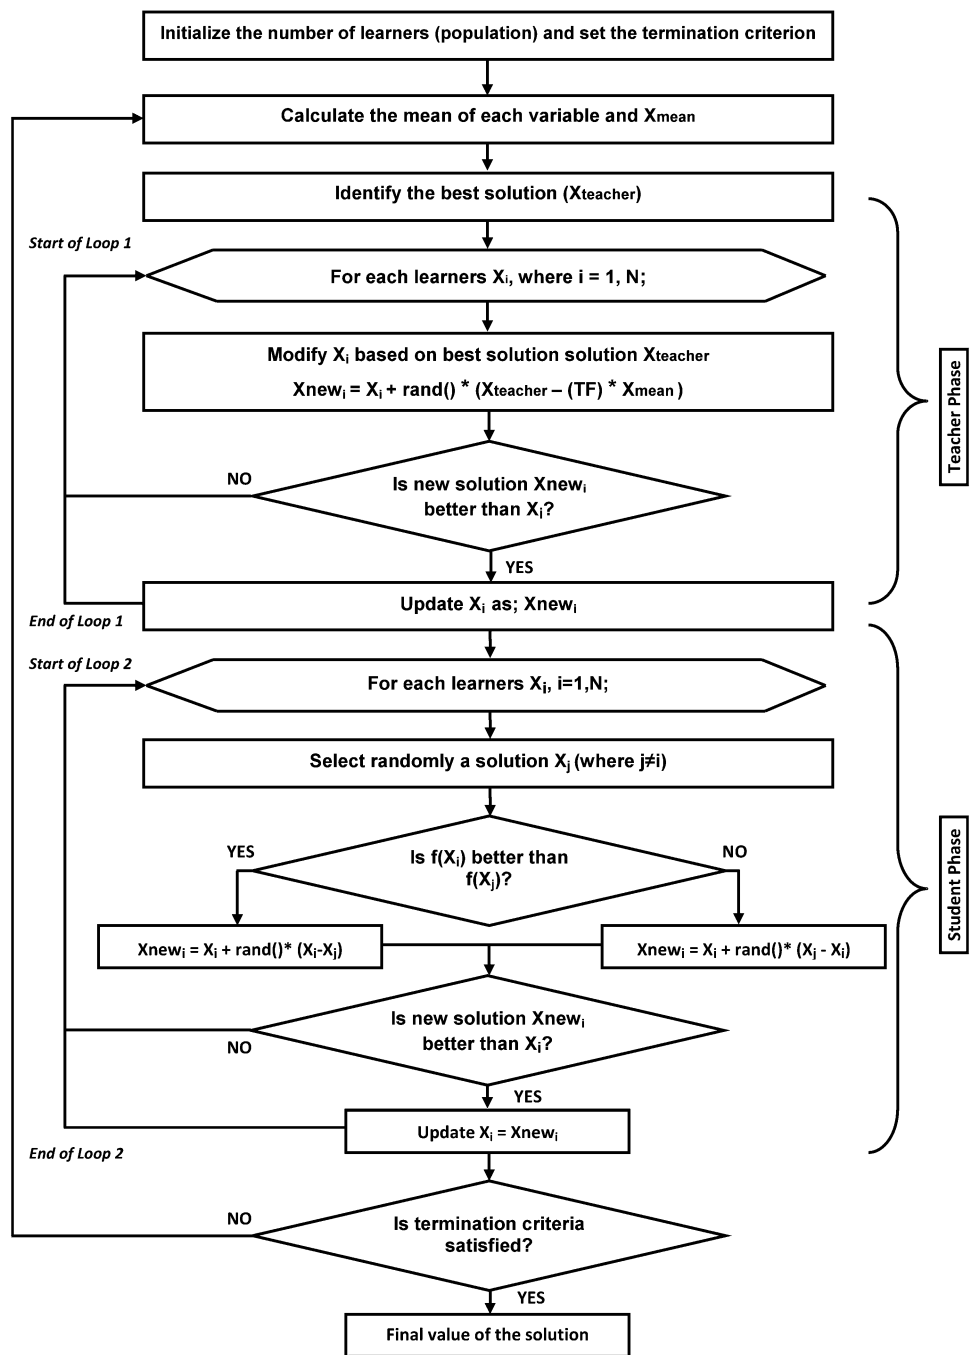 Initialize the number of learners (population) and set the termination criterion
Calculate the mean of each variable and Xmean
Identify the best solution (Xteacher)
Start of Loop 1
For each learners Xi, where i = 1, N;
Modify Xi based on best solution solution Xteacher
Xnewi = Xi + rand() * (Xteacher – (TF) * Xmean )
Teacher Phase
NO
Is new solution Xnewi
better than Xi?
YES
Update Xi as; Xnewi
End of Loop 1
Start of Loop 2
For each learners Xi, i=1,N;
Select randomly a solution Xj (where j≠i)
YES
Is f(Xi) better than
f(Xj)?
NO
Student Phase
Xnewi = Xi + rand()* (Xi-Xj)
Xnewi = Xi + rand()* (Xj - Xi)
Is new solution Xnewi
better than Xi?
NO
YES
Update Xi = Xnewi
End of Loop 2
NO
Is termination criteria
satisfied?
YES
Final value of the solution